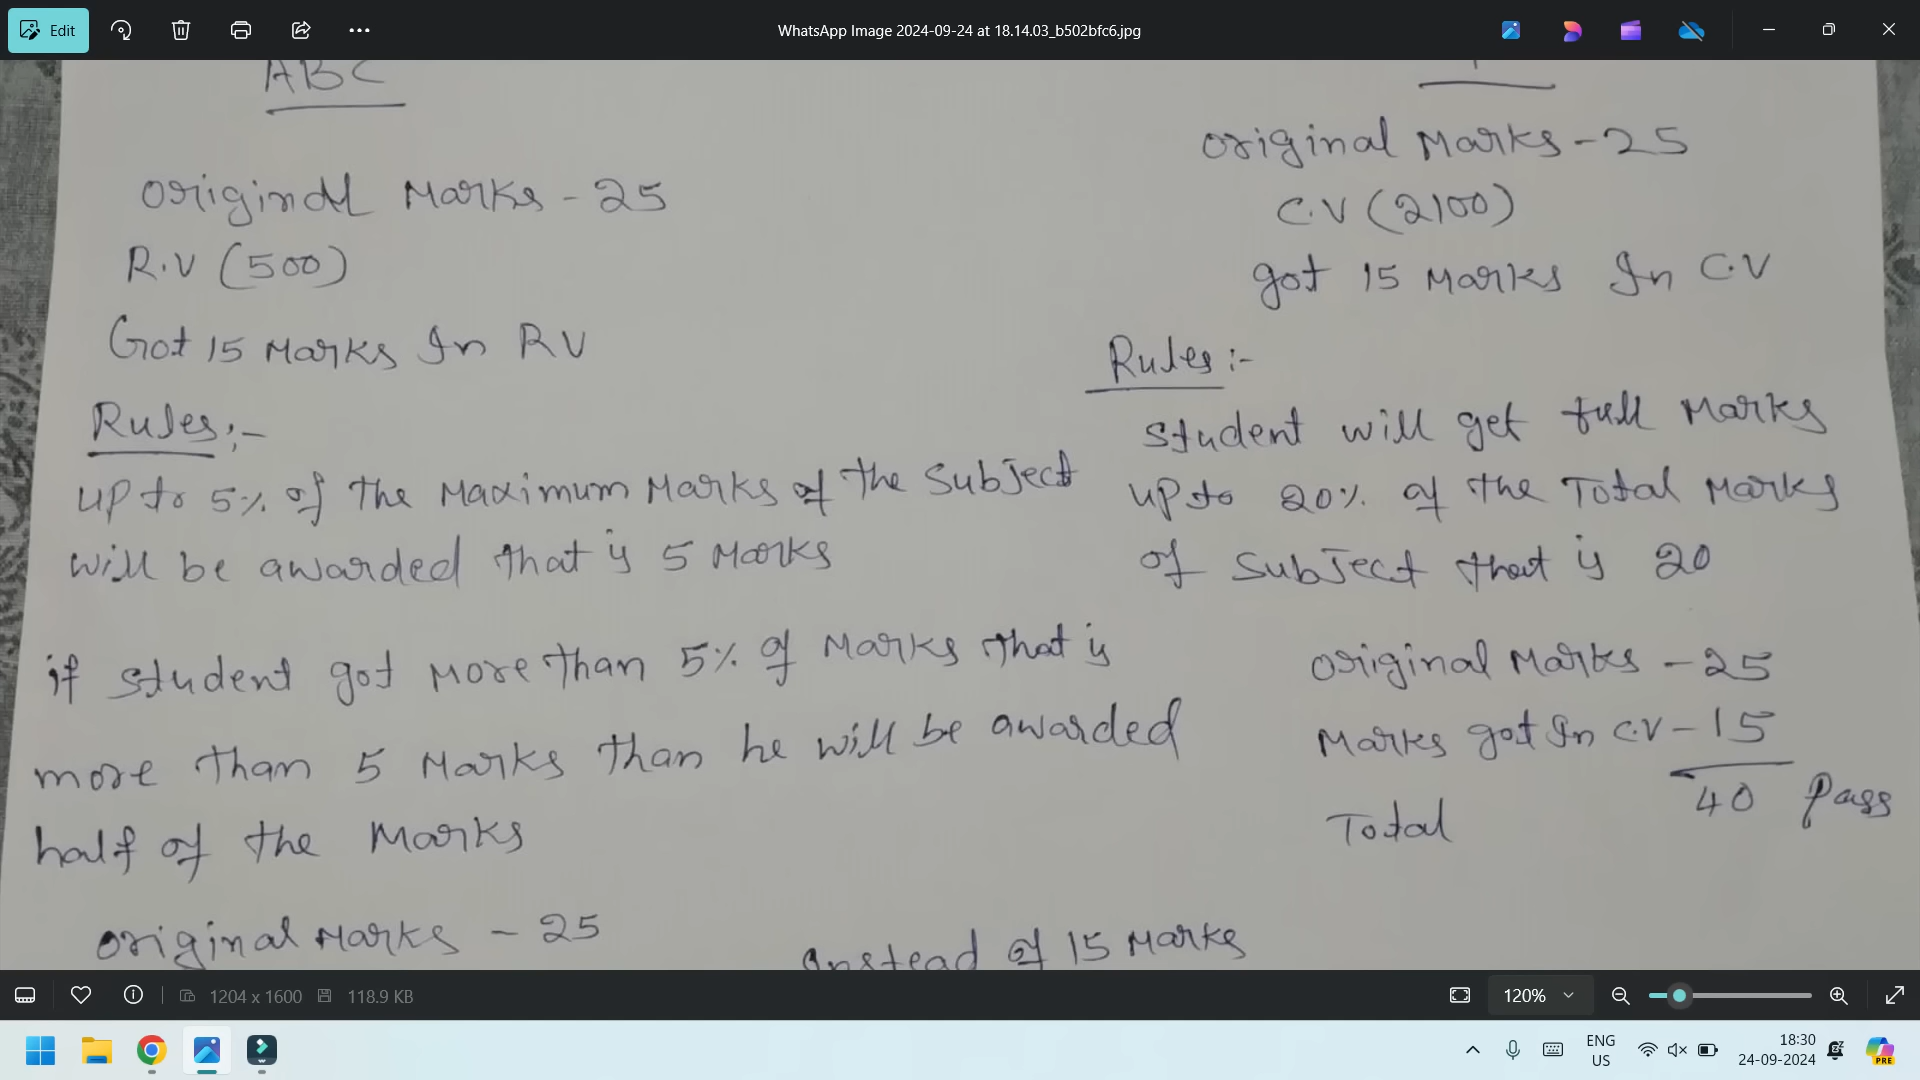 Edit
WhatsApp Image 2024-09-24 at 18.14.03_b502bfc6.jpg
ABC
Original Marks - 25
R.V (500)
Got 15 Marks In RV
Rules:-
up to 5% of the Maximum Marks of the Subject
will be awarded that is 5 Marks
if student got more than 5% of Marks that is
more than 5 Marks than he will be awarded
half of the Marks
original Marks - 25
instead of 15 Marks
original Marks - 25
C.V (2100)
got 15 Marks In C.V
Rules:-
Student will get full Marks
up to 20% of the Total Marks
of Subject that is 20
original Marks - 25
Marks got In C.V - 15
Total 40 Pass
1204 x 1600
118.9 KB
120%
ENG
US
18:30
24-09-2024
PRE